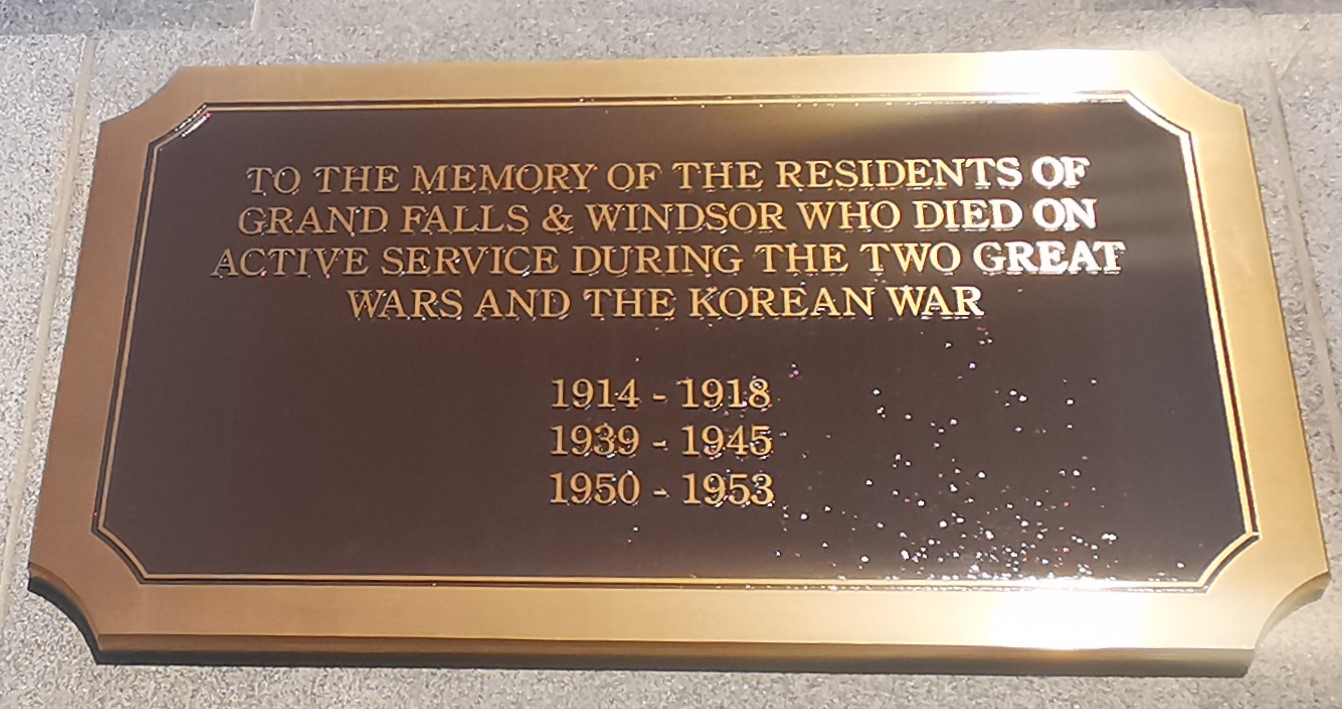 TO THE MEMORY OF THE RESIDENTS OF
GRAND FALLS & WINDSOR WHO DIED ON
ACTIVE SERVICE DURING THE TWO GREAT
WARS AND THE KOREAN WAR
1914 - 1918
1939 - 1945
1950 - 1953